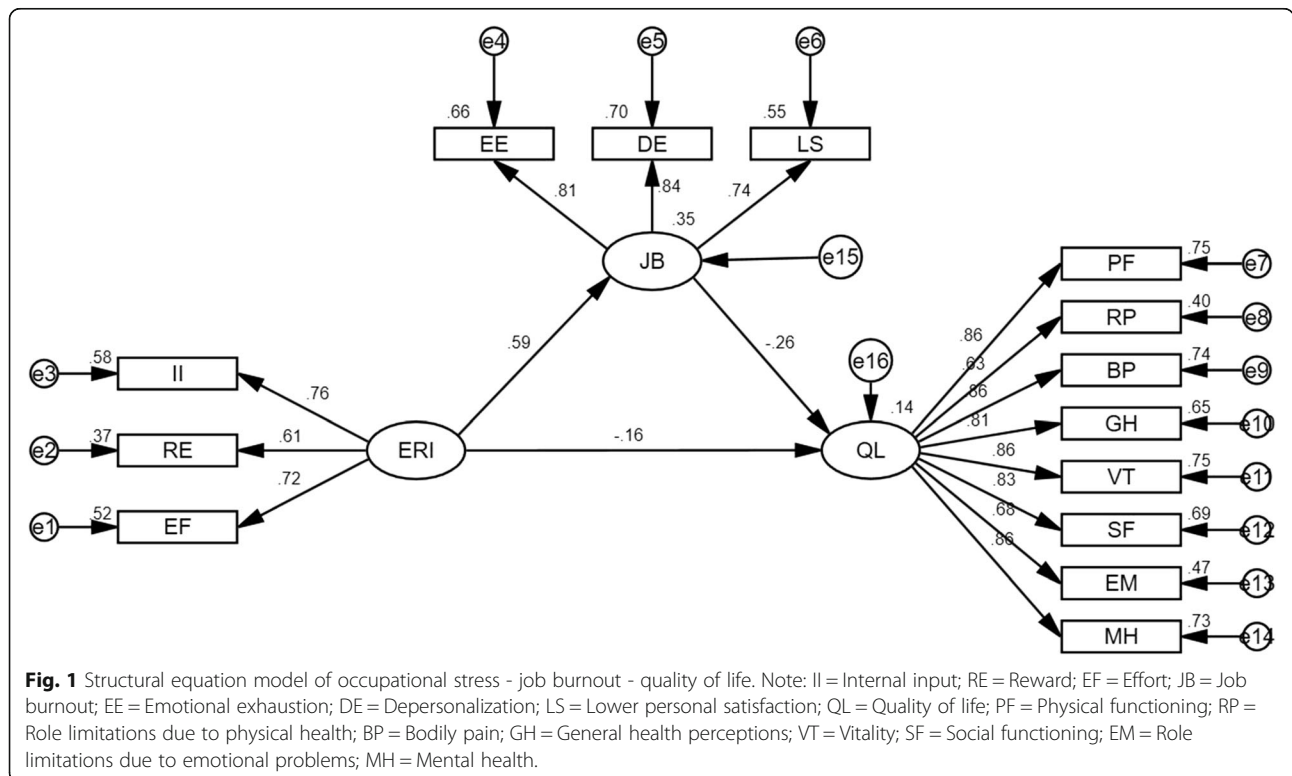 e4 e5 e6
.66 .70 .55
EE DE LS
.81 .84 .74
.35
JB e15
PF .75 e7
.86 RP .40 e8
.59 -.26 e16 .63 BP .74 e9
e3 .58 II .86
.76 .14 .81 GH .65 e10
e2 .37 RE .61 ERI -.16 QL .86 VT .75 e11
.72 .83 SF .69 e12
e1 .52 EF .68 EM .47 e13
.86 MH .73 e14
Fig. 1 Structural equation model of occupational stress - job burnout - quality of life. Note: II = Internal input; RE = Reward; EF = Effort; JB = Job
burnout; EE = Emotional exhaustion; DE = Depersonalization; LS = Lower personal satisfaction; QL = Quality of life; PF = Physical functioning; RP =
Role limitations due to physical health; BP = Bodily pain; GH = General health perceptions; VT = Vitality; SF = Social functioning; EM = Role
limitations due to emotional problems; MH = Mental health.